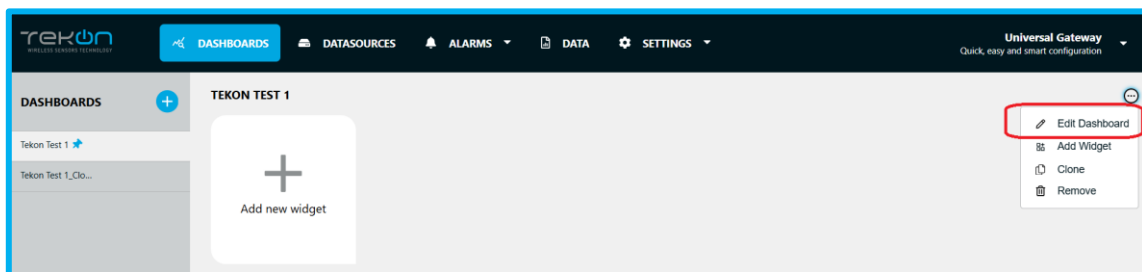 TEKON
WIRELESS SENSORS TECHNOLOGY
DASHBOARDS
DATASOURCES
ALARMS
DATA
SETTINGS
Universal Gateway
Quick, easy and smart configuration
DASHBOARDS
Tekon Test 1
Tekon Test 1_Clo...
TEKON TEST 1
Add new widget
Edit Dashboard
Add Widget
Clone
Remove